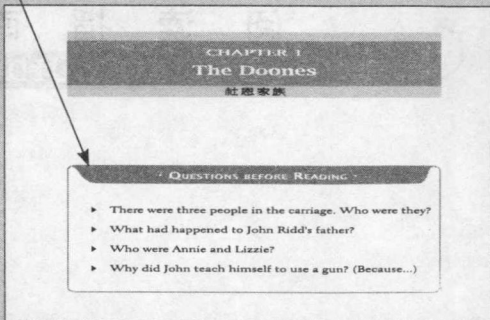 CHAPTER 1
The Doones
杜恩家族
· QUESTIONS BEFORE READING ·
▸ There were three people in the carriage. Who were they?
▸ What had happened to John Ridd's father?
▸ Who were Annie and Lizzie?
▸ Why did John teach himself to use a gun? (Because...)